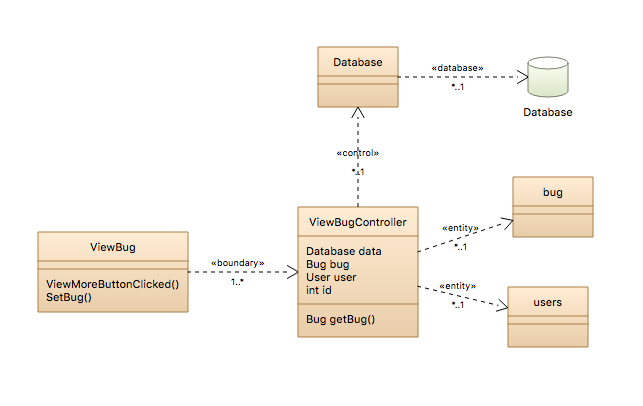 Database
«database»
*..1
Database
«control»
*..1
bug
ViewBugController
«entity»
*..1
Database data
Bug bug
User user
int id
Bug getBug()
ViewBug
ViewMoreButtonClicked()
SetBug()
«boundary»
1..*
«entity»
*..1
users